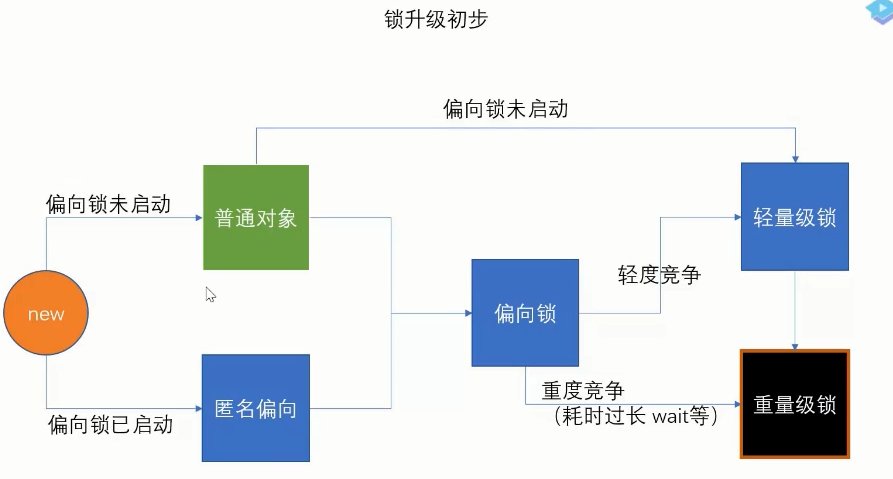 锁升级初步
偏向锁未启动
偏向锁未启动
普通对象
轻量级锁
轻度竞争
new
偏向锁
重度竞争
（耗时过长 wait等）
匿名偏向
重量级锁
偏向锁已启动